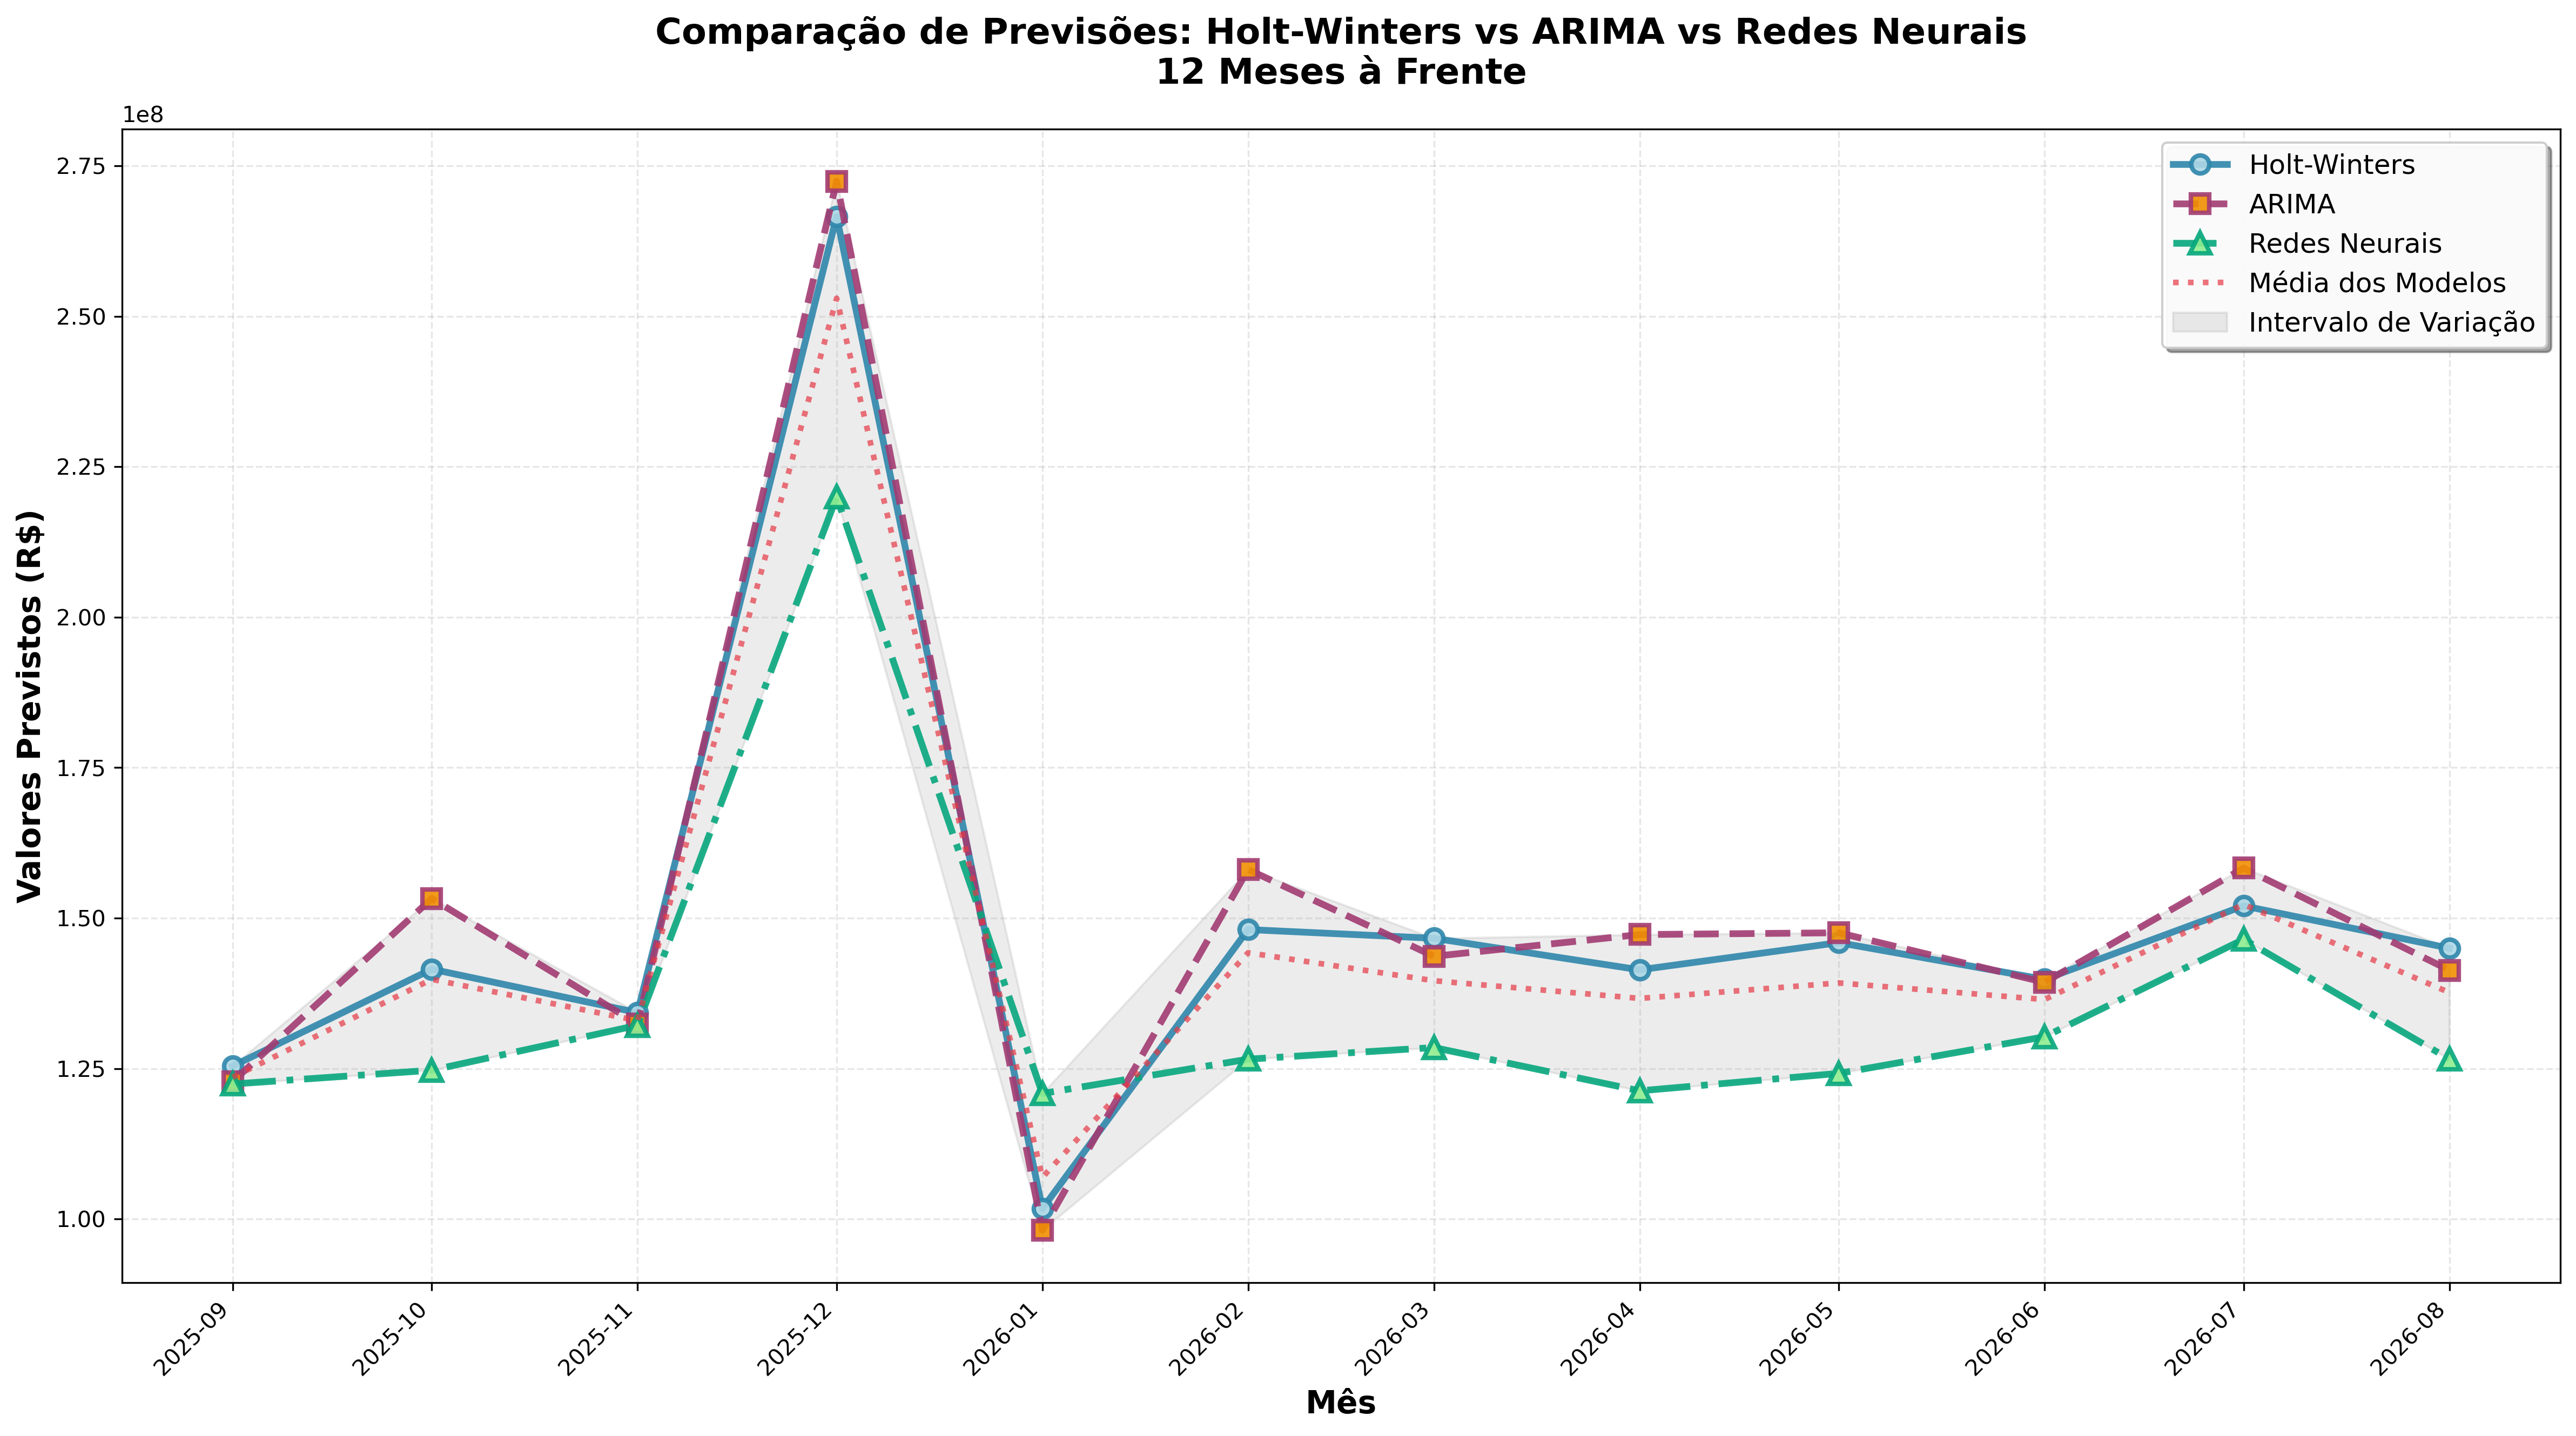 Comparação de Previsões: Holt-Winters vs ARIMA vs Redes Neurais
12 Meses à Frente
1e8
2.75
2.50
2.25
2.00
1.75
1.50
1.25
1.00
Valores Previstos (R$)
Holt-Winters
ARIMA
Redes Neurais
Média dos Modelos
Intervalo de Variação
2025-09
2025-10
2025-11
2025-12
2026-01
2026-02
2026-03
2026-04
2026-05
2026-06
2026-07
2026-08
Mês